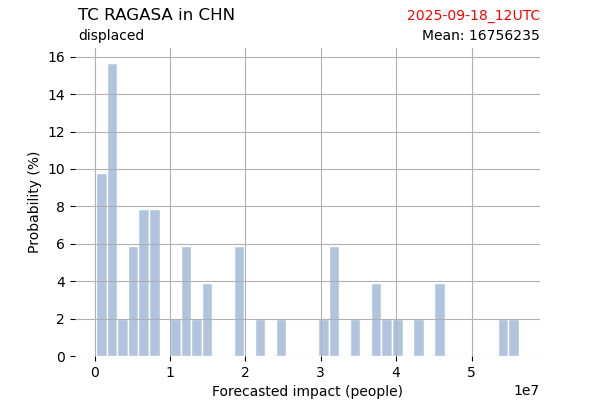 TC RAGASA in CHN
2025-09-18_12UTC
displaced
Mean: 16756235
16
14
12
10
8
6
4
2
0
Probability (%)
0
1
2
3
4
5
1e7
Forecasted impact (people)